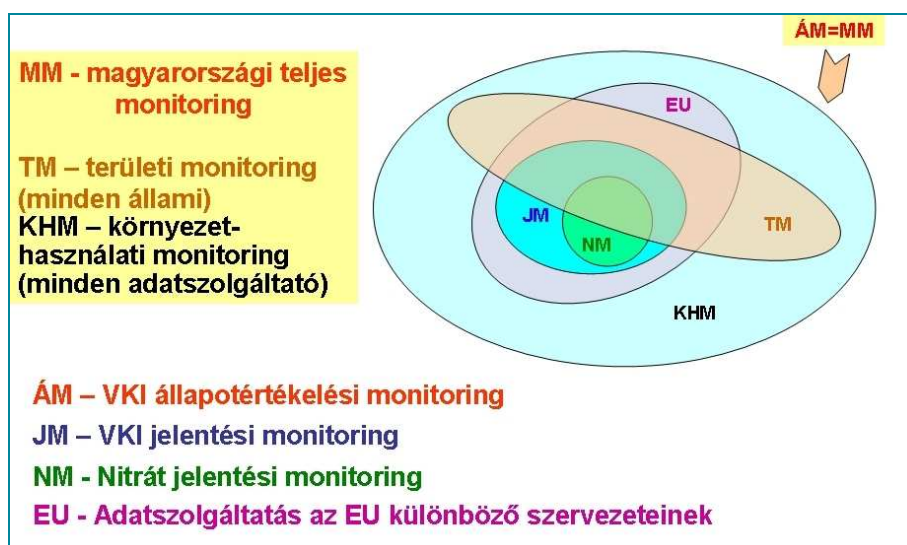 ÁM=MM
MM - magyarországi teljes
monitoring
TM – területi monitoring
(minden állami)
KHM – környezet-
használati monitoring
(minden adatszolgáltató)
EU
JM
NM
TM
KHM
ÁM – VKI állapotértékelési monitoring
JM – VKI jelentési monitoring
NM - Nitrát jelentési monitoring
EU - Adatszolgáltatás az EU különböző szervezeteinek